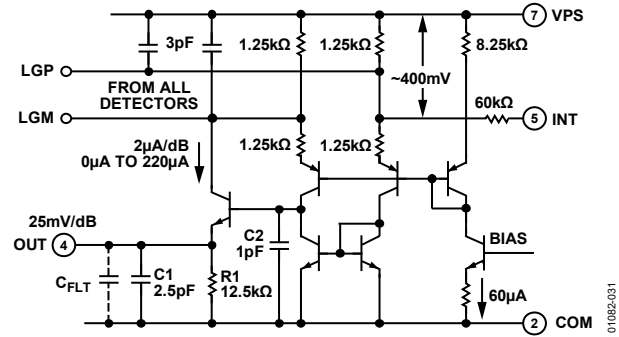 7 VPS
3pF 1.25kΩ 1.25kΩ 8.25kΩ
LGP
FROM ALL
DETECTORS
~400mV
60kΩ
LGM
5 INT
1.25kΩ 1.25kΩ
2µA/dB
0µA TO 220µA
25mV/dB
OUT 4
C2
1pF
BIAS
CFLT
C1
2.5pF
R1
12.5kΩ
60µA
2 COM
01082-031